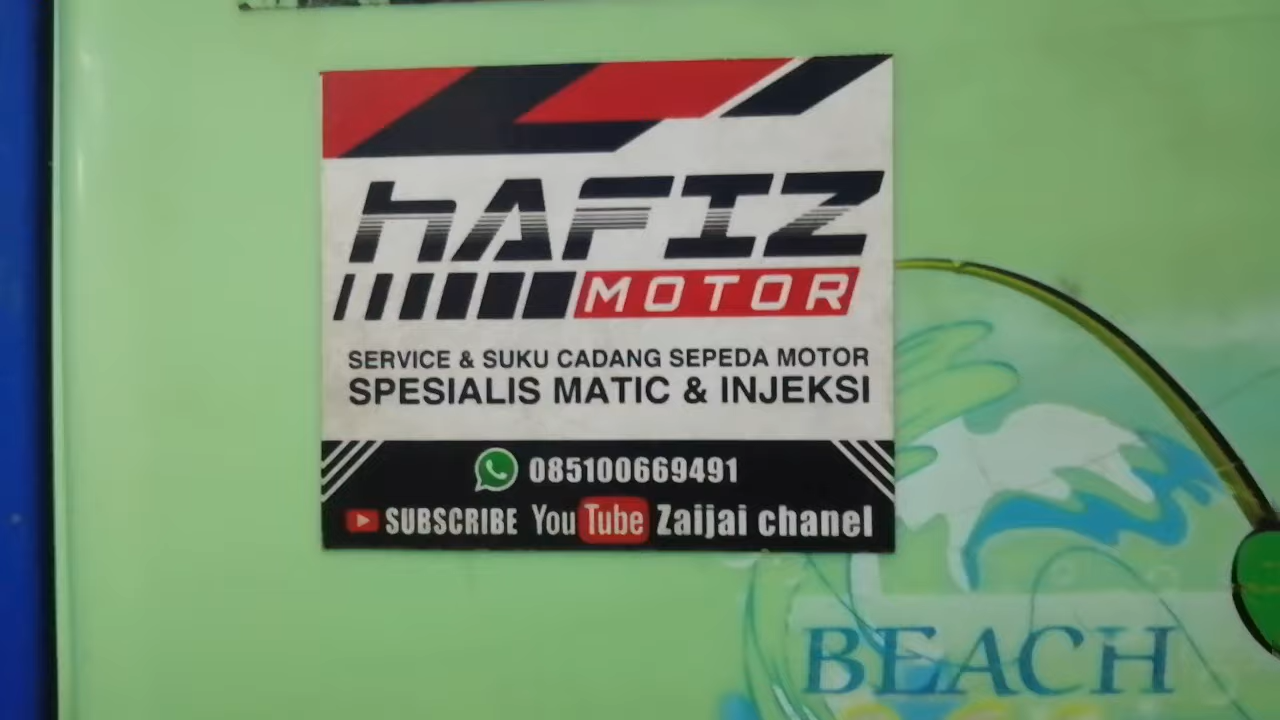 HAFIZ
MOTOR
SERVICE & SUKU CADANG SEPEDA MOTOR
SPESIALIS MATIC & INJEKSI
085100669491
SUBSCRIBE YouTube Zaijai chanel
BEACH